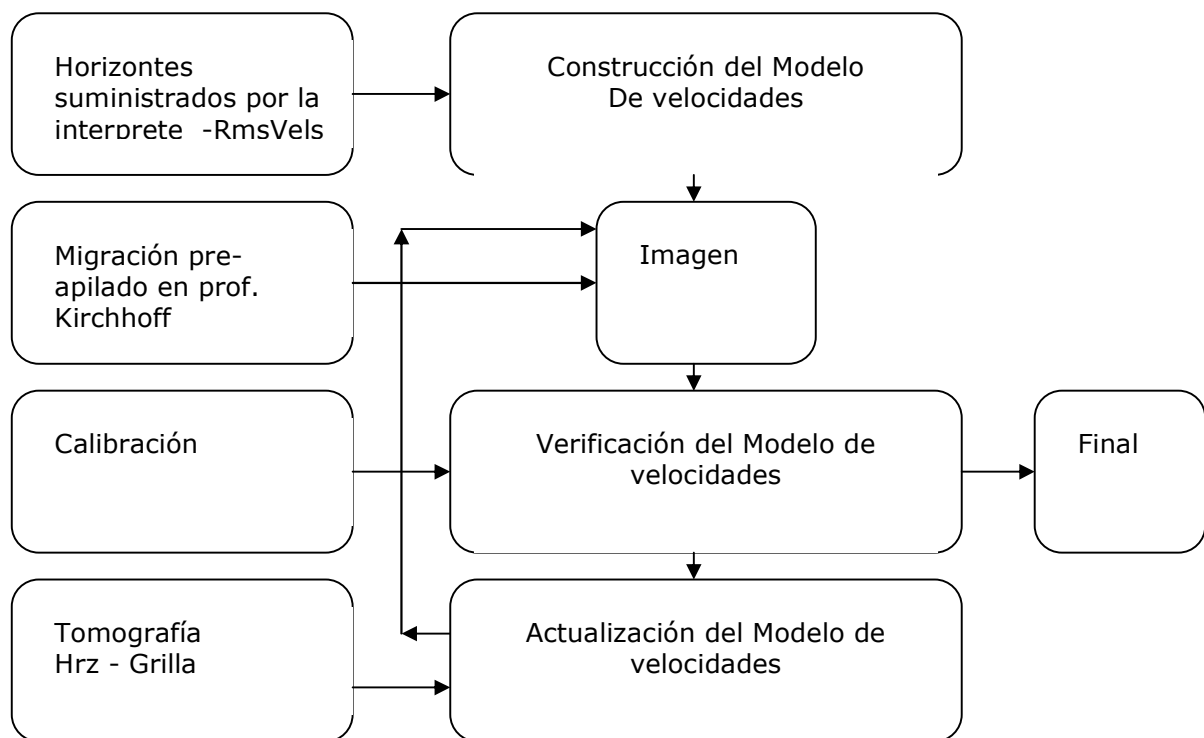 Horizontes
suministrados por la
interprete -RmsVels
Construcción del Modelo
De velocidades
Migración pre-
apilado en prof.
Kirchhoff
Imagen
Calibración
Verificación del Modelo de
velocidades
Final
Tomografía
Hrz - Grilla
Actualización del Modelo de
velocidades